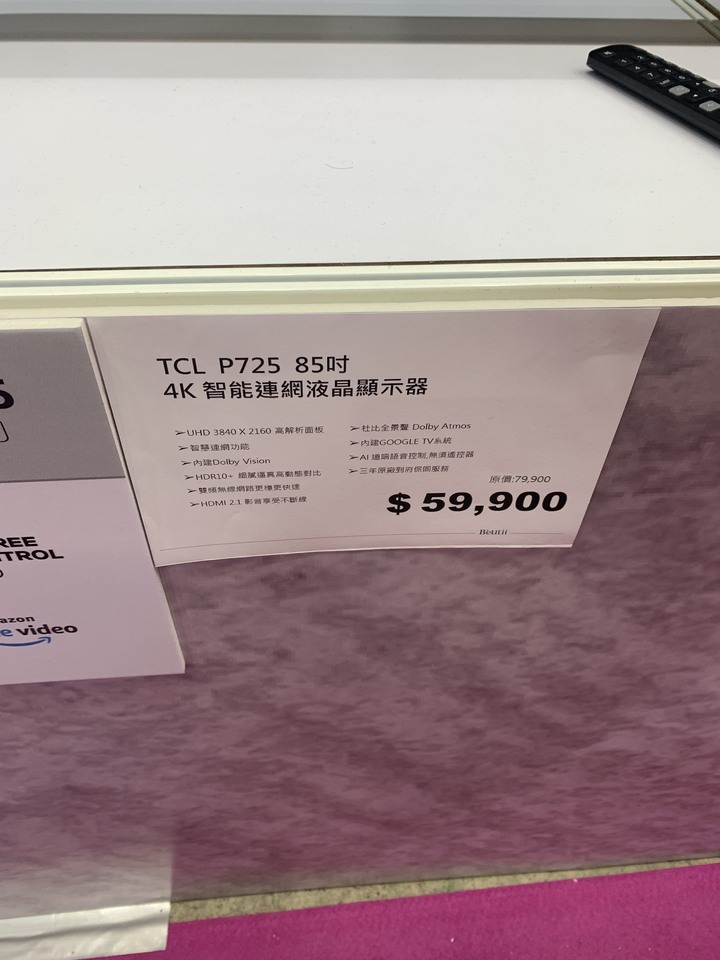 TCL P725 85吋
4K 智能連網液晶顯示器
➢UHD 3840 X 2160 高解析面板
➢智慧連網功能
➢內建Dolby Vision
➢HDR10+ 細膩逼真高動態對比
➢雙頻無線網路更穩更快速
➢HDMI 2.1 影音享受不斷線
➢杜比全景聲 Dolby Atmos
➢內建GOOGLE TV系統
➢AI 遠端語音控制,無須遙控器
➢三年原廠到府保固服務
原價:79,900
$ 59,900
Beutii
REE
TROL
azon
e video